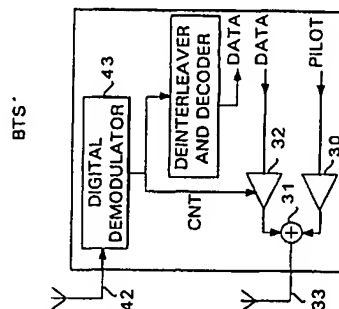 BTS
43
DIGITAL
DEMODULATOR
DEINTERLEAVER
AND DECODER
DATA
DATA
PILOT
CNT
32
31
30
42
33